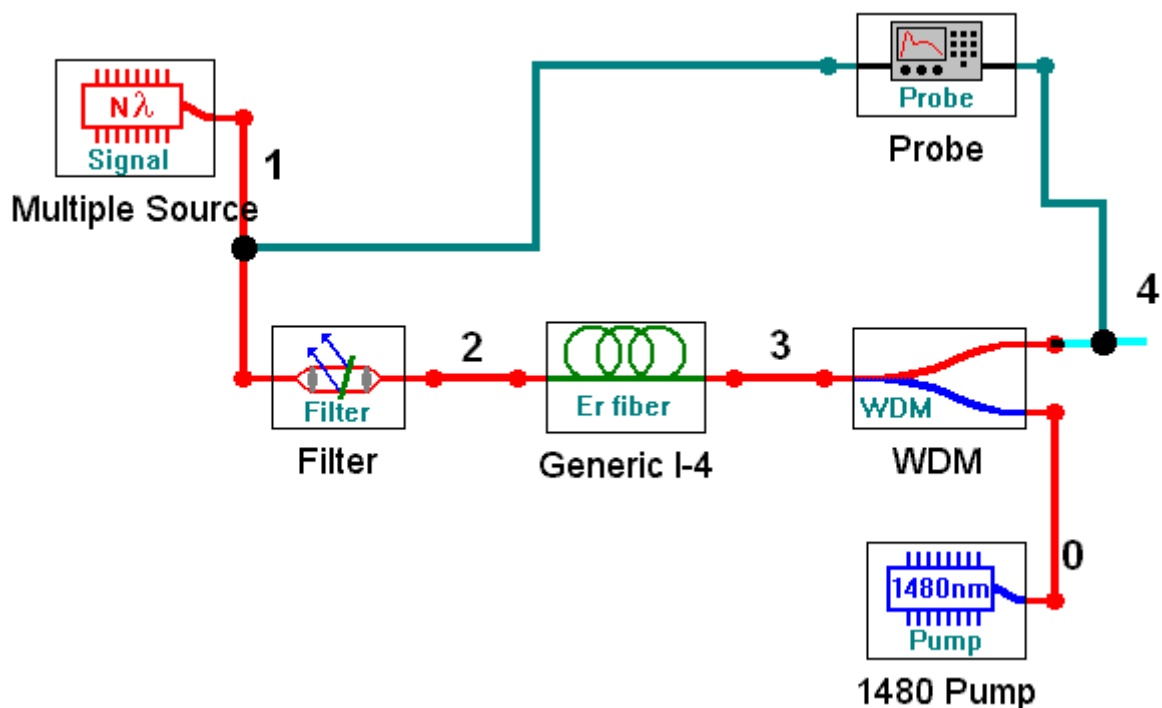 Nλ
Signal
Multiple Source
1
Probe
Probe
4
2
3
Filter
Filter
Er fiber
Generic I-4
WDM
WDM
0
1480nm
Pump
1480 Pump